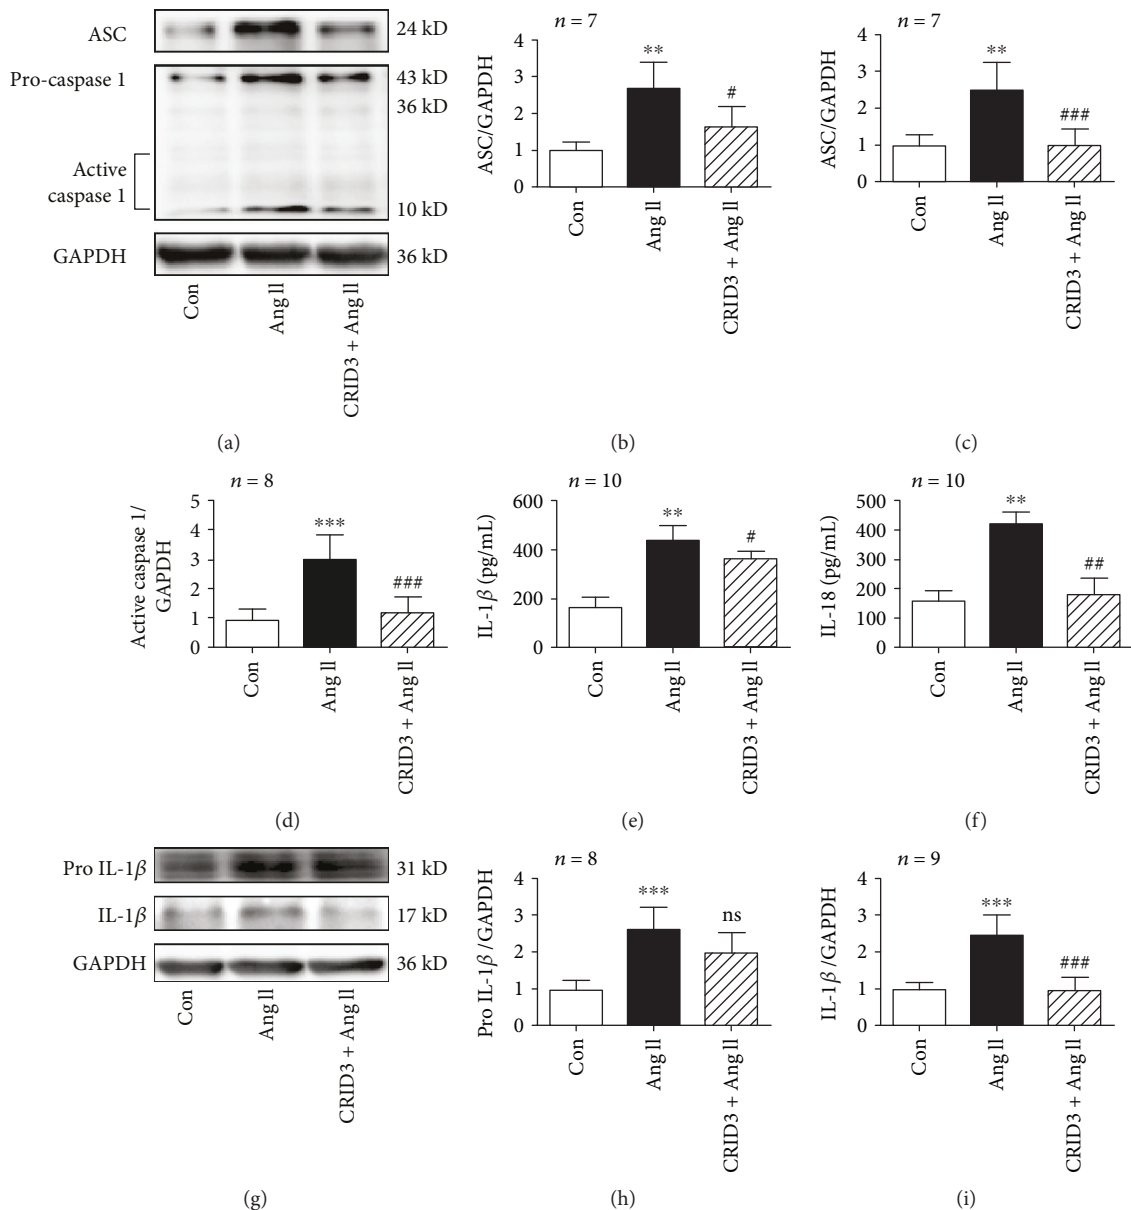 ASC
24 kD
Pro-caspase 1
43 kD
36 kD
Active
caspase 1
10 kD
GAPDH
36 kD
Con
Ang II
CRID3 + Ang II
(a)
n = 7
ASC/GAPDH
4
3
2
1
0
**
#
Con
Ang II
CRID3 + Ang II
(b)
n = 7
ASC/GAPDH
4
3
2
1
0
**
###
Con
Ang II
CRID3 + Ang II
(c)
n = 8
Active caspase 1/
GAPDH
5
4
3
2
1
0
***
###
Con
Ang II
CRID3 + Ang II
(d)
n = 10
IL-1β (pg/mL)
600
400
200
0
**
#
Con
Ang II
CRID3 + Ang II
(e)
n = 10
IL-18 (pg/mL)
500
400
300
200
100
0
**
##
Con
Ang II
CRID3 + Ang II
(f)
Pro IL-1β
31 kD
IL-1β
17 kD
GAPDH
36 kD
Con
Ang II
CRID3 + Ang II
(g)
n = 8
Pro IL-1β /GAPDH
4
3
2
1
0
***
ns
Con
Ang II
CRID3 + Ang II
(h)
n = 9
IL-1β /GAPDH
4
3
2
1
0
***
###
Con
Ang II
CRID3 + Ang II
(i)